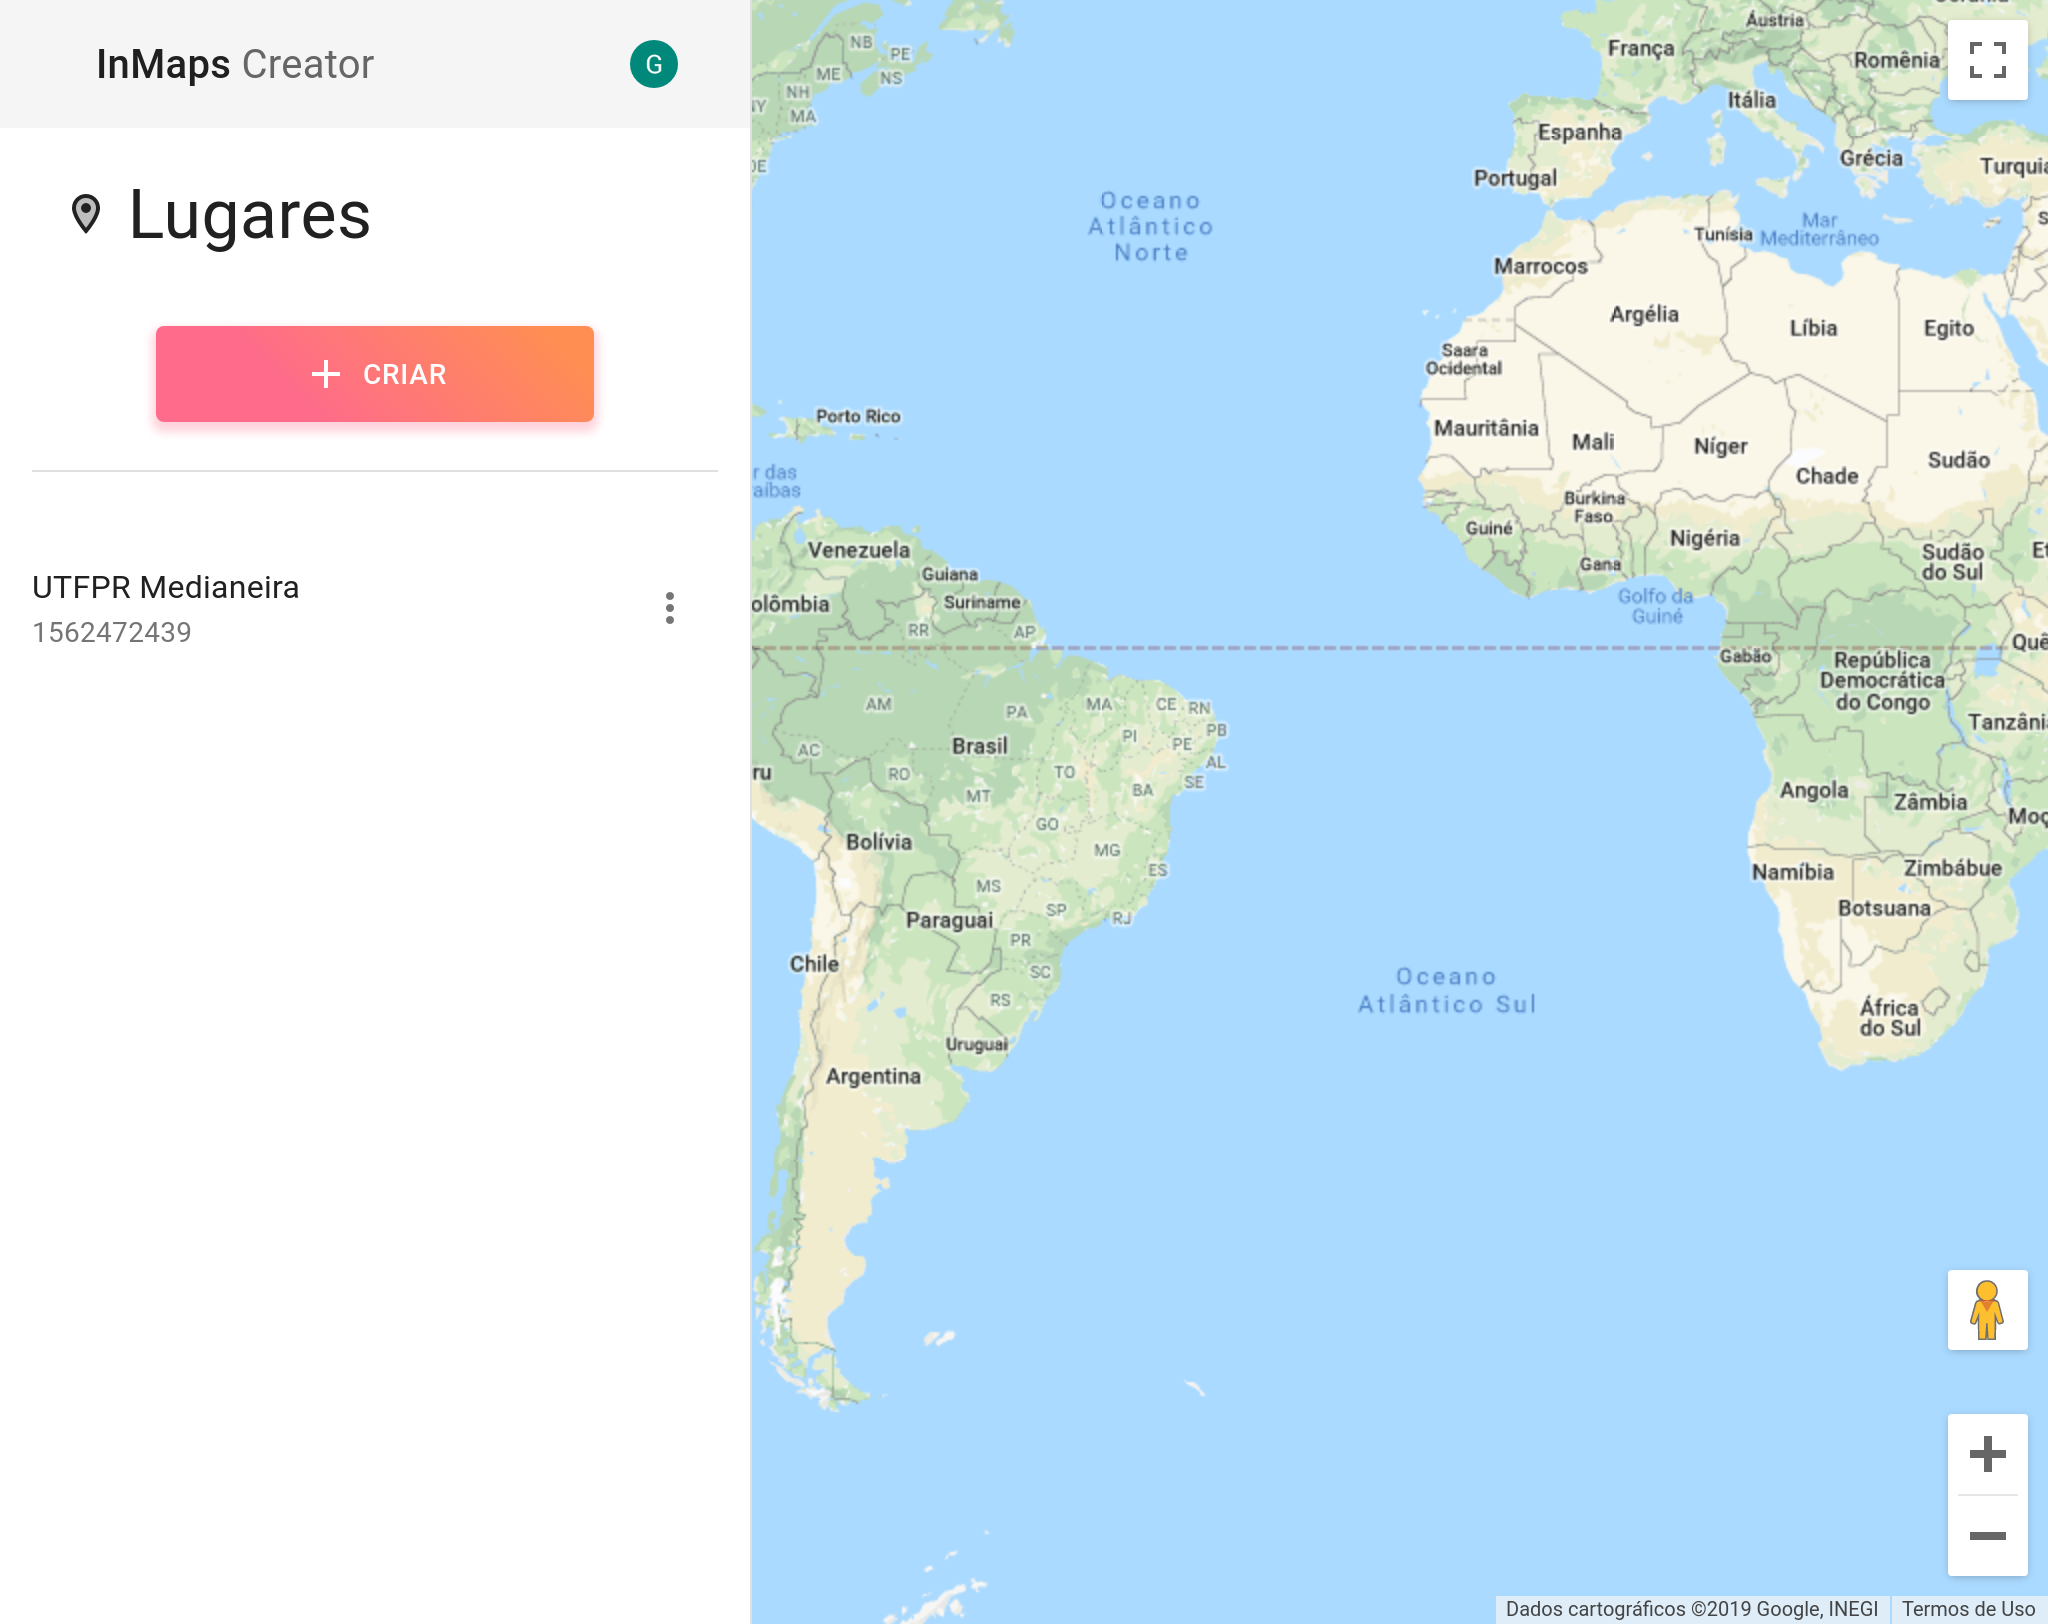 InMaps Creator
G
Lugares
CRIAR
UTFPR Medianeira
1562472439
NB
PE
ME
NS
NH
MA
Oceano
Atlântico
Norte
Porto Rico
Venezuela
Guiana
Suriname
RR
AP
AM
PA
MA
CE
RN
PB
PI
PE
AL
SE
AC
Brasil
RO
TO
MT
BA
GO
Bolívia
MG
ES
MS
SP
RJ
Paraguai
PR
SC
Chile
RS
Uruguai
Argentina
Oceano
Atlântico Sul
Áustria
França
Romênia
Itália
Espanha
Grécia
Portugal
Turquia
Mar
Mediterrâneo
Tunísia
Marrocos
Argélia
Líbia
Egito
Saara
Ocidental
Mauritânia
Mali
Níger
Chade
Sudão
Burkina
Faso
Guiné
Nigéria
Gana
Sudão
do Sul
Golfo da
Guiné
Gabão
República
Democrática
do Congo
Angola
Zâmbia
Namíbia
Zimbábue
Botsuana
África
do Sul
Dados cartográficos ©2019 Google, INEGI
Termos de Uso